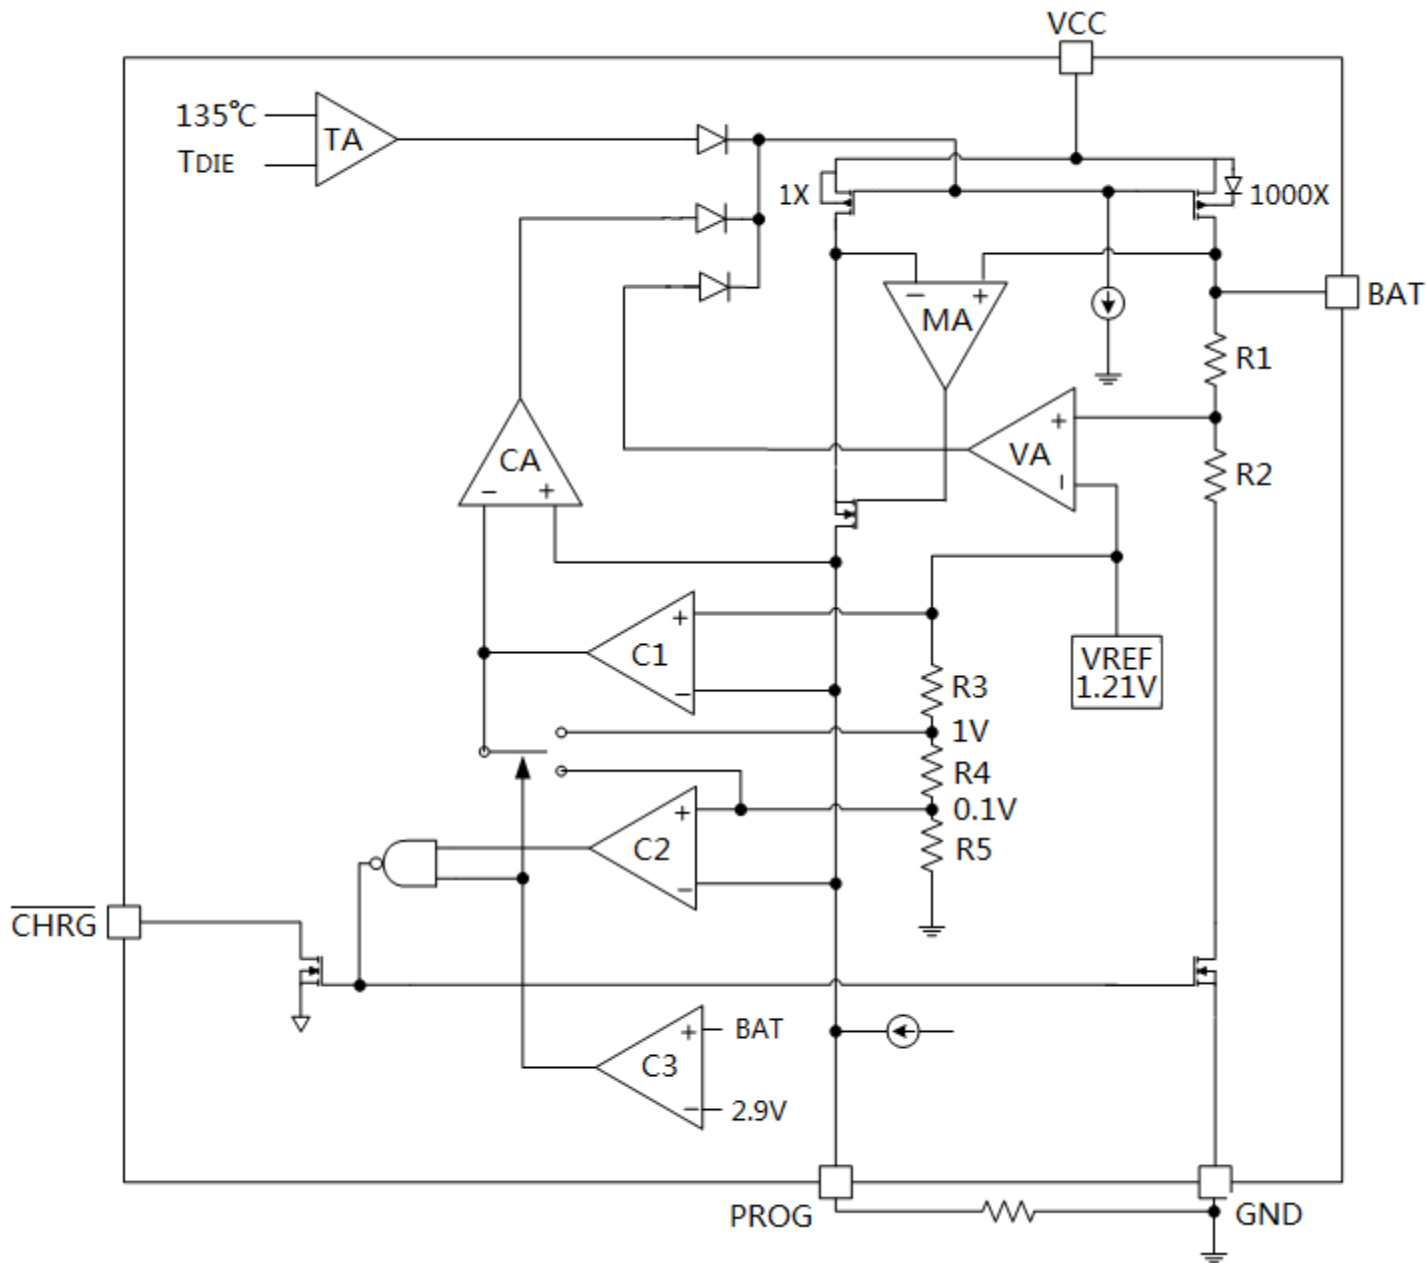 VCC
135℃
TA
TDIE
1X
1000X
− +
MA
BAT
R1
CA
− +
+
VA
−
R2
+
C1
−
R3
VREF
1.21V
1V
R4
0.1V
+
C2
−
R5
CHRG
+
BAT
C3
−
2.9V
PROG
GND